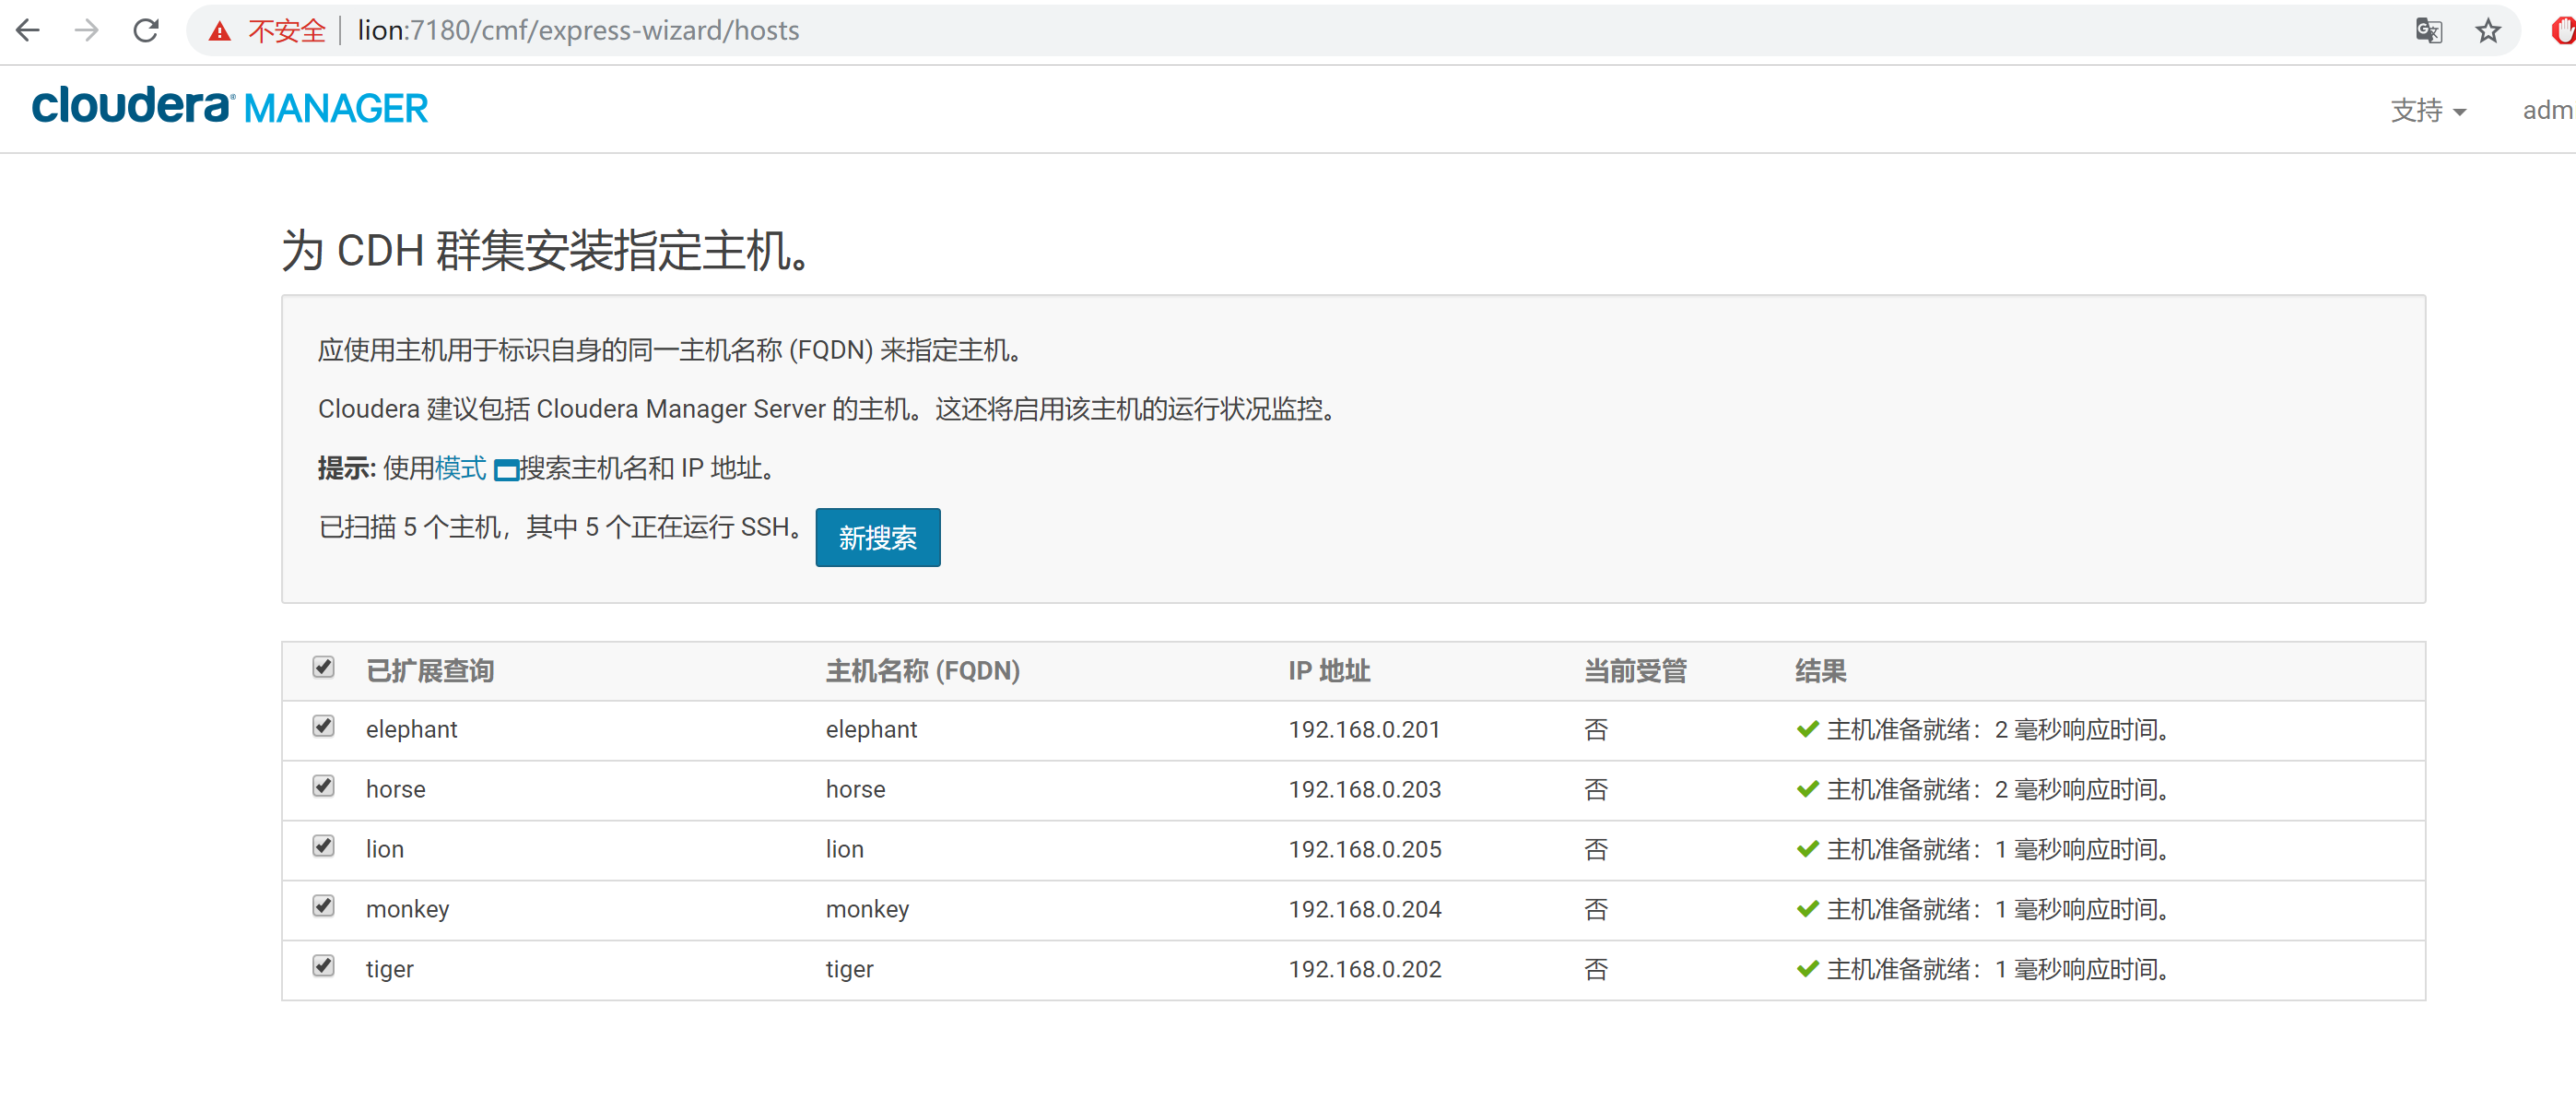 不安全 lion:7180/cmf/express-wizard/hosts
cloudera MANAGER
支持 adm
为 CDH 群集安装指定主机。
应使用主机用于标识自身的同一主机名称 (FQDN) 来指定主机。
Cloudera 建议包括 Cloudera Manager Server 的主机。这还将启用该主机的运行状况监控。
提示: 使用模式 搜索主机名和 IP 地址。
已扫描 5 个主机，其中 5 个正在运行 SSH。 新搜索
已扩展查询 主机名称 (FQDN) IP 地址 当前受管 结果
elephant elephant 192.168.0.201 否 主机准备就绪：2 毫秒响应时间。
horse horse 192.168.0.203 否 主机准备就绪：2 毫秒响应时间。
lion lion 192.168.0.205 否 主机准备就绪：1 毫秒响应时间。
monkey monkey 192.168.0.204 否 主机准备就绪：1 毫秒响应时间。
tiger tiger 192.168.0.202 否 主机准备就绪：1 毫秒响应时间。